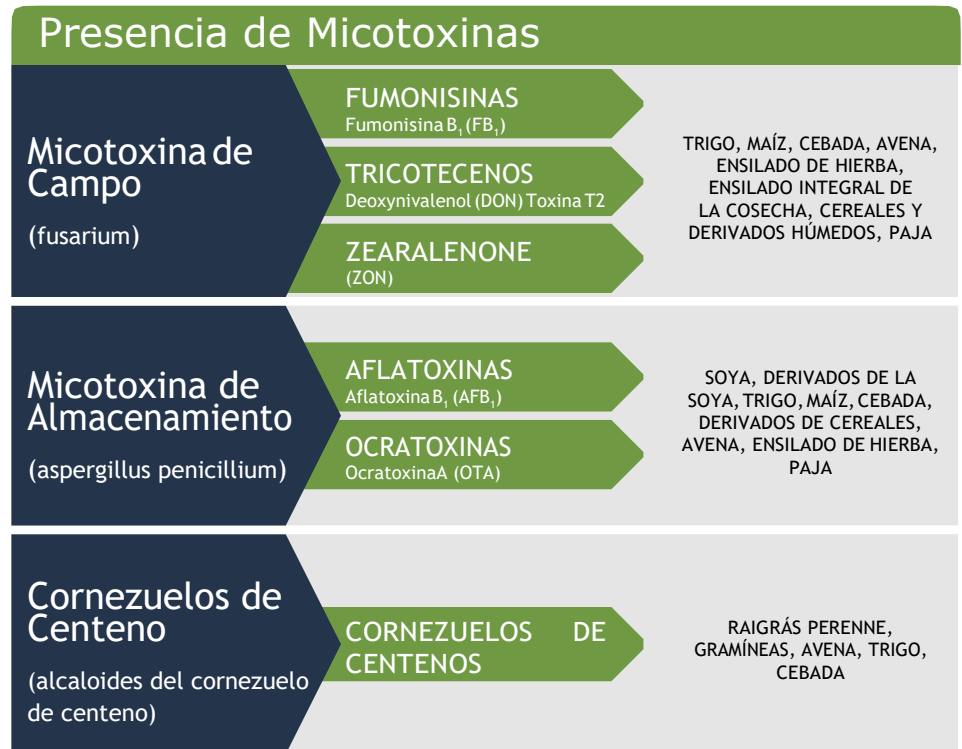 Presencia de Micotoxinas
Micotoxina de
Campo
(fusarium)
FUMONISINAS
Fumonisina B₁ (FB₁)
TRICOTECENOS
Deoxynivalenol (DON) Toxina T2
ZEARALENONE
(ZON)
TRIGO, MAÍZ, CEBADA, AVENA,
ENSILADO DE HIERBA,
ENSILADO INTEGRAL DE
LA COSECHA, CEREALES Y
DERIVADOS HÚMEDOS, PAJA
Micotoxina de
Almacenamiento
(aspergillus penicillium)
AFLATOXINAS
Aflatoxina B₁ (AFB₁)
OCRATOXINAS
OcratoxinaA (OTA)
SOYA, DERIVADOS DE LA
SOYA, TRIGO, MAÍZ, CEBADA,
DERIVADOS DE CEREALES,
AVENA, ENSILADO DE HIERBA,
PAJA
Cornezuelos de
Centeno
(alcaloides del cornezuelo
de centeno)
CORNEZUELOS DE
CENTENOS
RAIGRÁS PERENNE,
GRAMÍNEAS, AVENA, TRIGO,
CEBADA